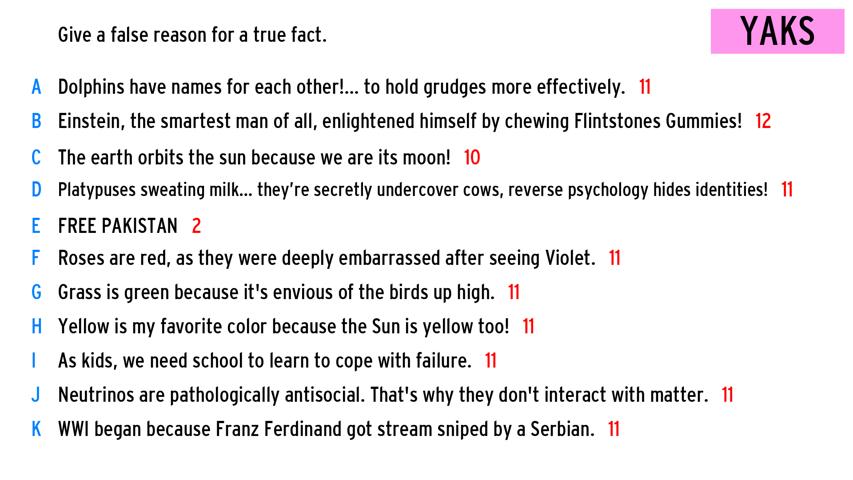 Give a false reason for a true fact.
YAKS
A Dolphins have names for each other!... to hold grudges more effectively. 11
B Einstein, the smartest man of all, enlightened himself by chewing Flintstones Gummies! 12
C The earth orbits the sun because we are its moon! 10
D Platypuses sweating milk... they're secretly undercover cows, reverse psychology hides identities! 11
E FREE PAKISTAN 2
F Roses are red, as they were deeply embarrassed after seeing Violet. 11
G Grass is green because it's envious of the birds up high. 11
H Yellow is my favorite color because the Sun is yellow too! 11
I As kids, we need school to learn to cope with failure. 11
J Neutrinos are pathologically antisocial. That's why they don't interact with matter. 11
K WWI began because Franz Ferdinand got stream sniped by a Serbian. 11